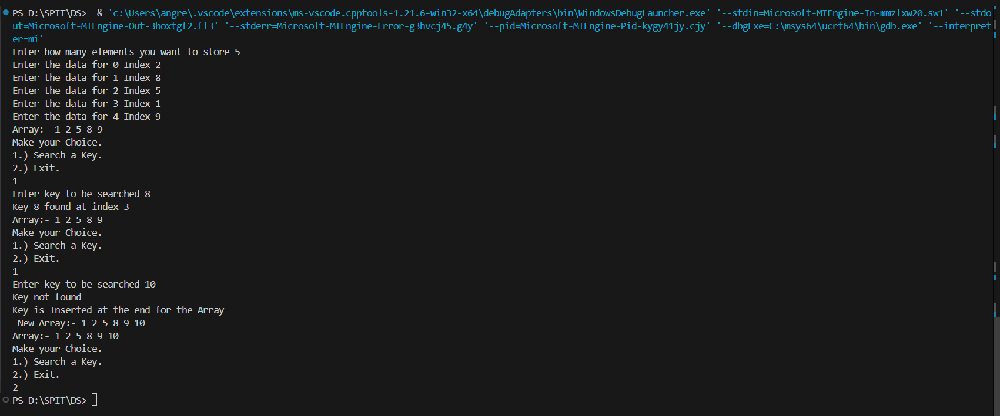 PS D:\SPIT\DS>  & 'c:\Users\angre\.vscode\extensions\ms-vscode.cpptools-1.21.6-win32-x64\debugAdapters\bin\WindowsDebugLauncher.exe' '--stdin=Microsoft-MIEngine-In-mmzfxw20.sw1' '--stdo
ut=Microsoft-MIEngine-Out-3boxtgf2.ff3' '--stderr=Microsoft-MIEngine-Error-g3hvcj45.g4y' '--pid=Microsoft-MIEngine-Pid-kygy41jy.cjy' '--dbgExe=C:\msys64\ucrt64\bin\gdb.exe' '--interpret
er=mi'
Enter how many elements you want to store 5
Enter the data for 0 Index 2
Enter the data for 1 Index 8
Enter the data for 2 Index 5
Enter the data for 3 Index 1
Enter the data for 4 Index 9
Array:- 1 2 5 8 9
Make your Choice.
1.) Search a Key.
2.) Exit.
1
Enter key to be searched 8
Key 8 found at index 3
Array:- 1 2 5 8 9
Make your Choice.
1.) Search a Key.
2.) Exit.
1
Enter key to be searched 10
Key not found
Key is Inserted at the end for the Array
 New Array:- 1 2 5 8 9 10
Array:- 1 2 5 8 9 10
Make your Choice.
1.) Search a Key.
2.) Exit.
2
PS D:\SPIT\DS>